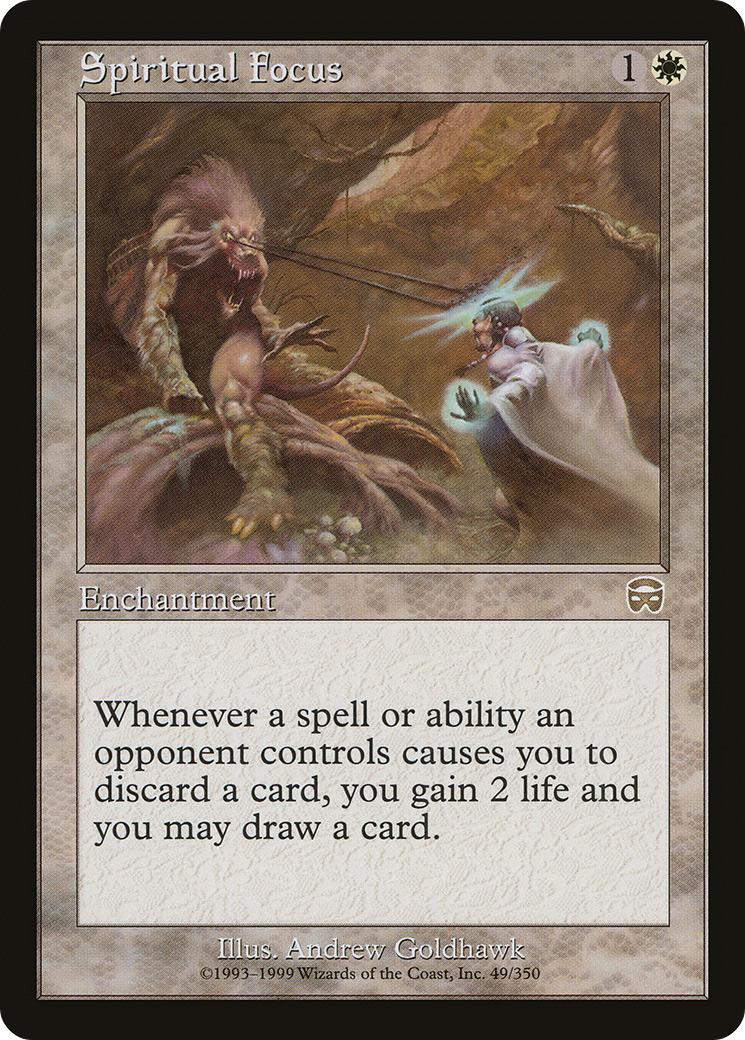 Spiritual Focus 1
Enchantment
Whenever a spell or ability an
opponent controls causes you to
discard a card, you gain 2 life and
you may draw a card.
Illus. Andrew Goldhawk
©1993–1999 Wizards of the Coast, Inc. 49/350